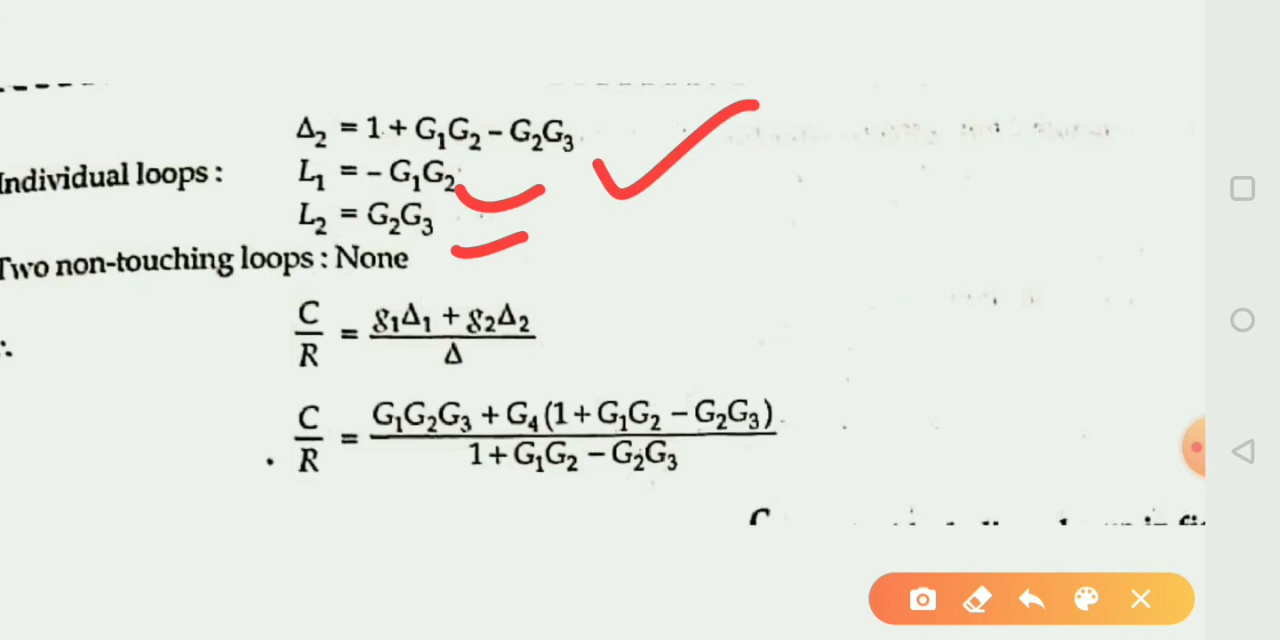 Δ₂ = 1 + G₁G₂ – G₂G₃
Individual loops : L₁ = – G₁G₂
L₂ = G₂G₃
Two non-touching loops : None
∴ C/R = (g₁Δ₁ + g₂Δ₂)/Δ
C/R = (G₁G₂G₃ + G₄(1 + G₁G₂ – G₂G₃))/(1 + G₁G₂ – G₂G₃)